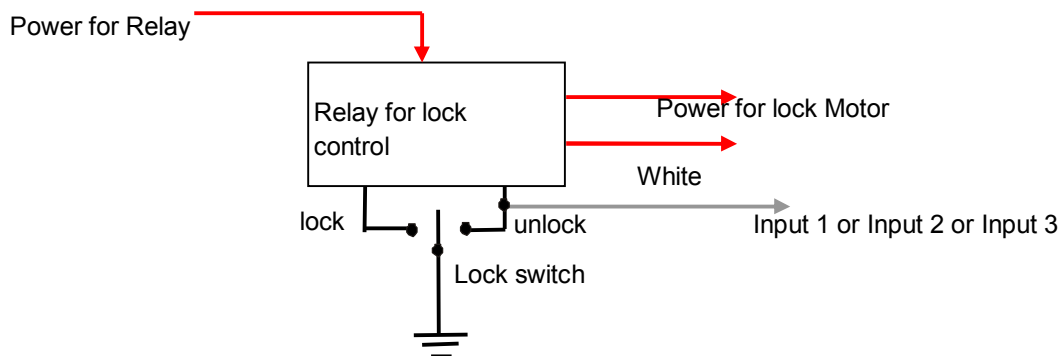 Power for Relay
Relay for lock
control
Power for lock Motor
White
lock
unlock
Input 1 or Input 2 or Input 3
Lock switch